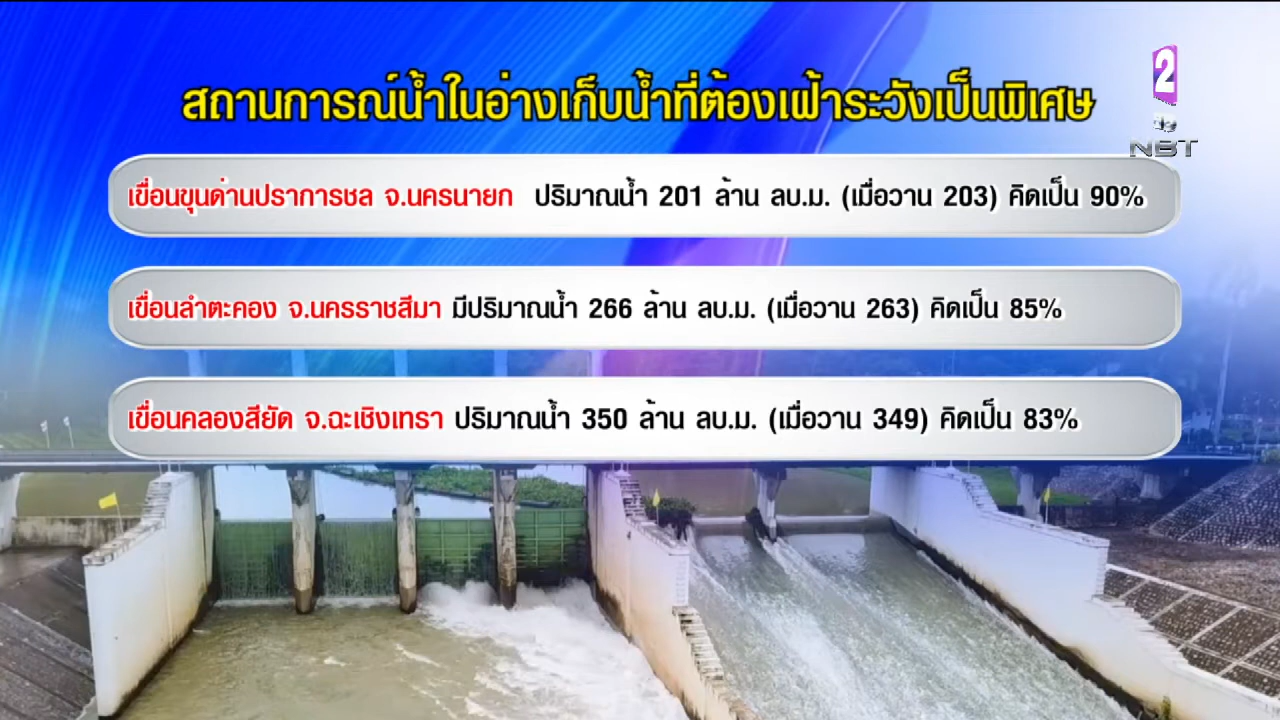 สถานการณ์น้ำในอ่างเก็บน้ำที่ต้องเฝ้าระวังเป็นพิเศษ
2
NBT
เขื่อนขุนด่านปราการชล จ.นครนายก ปริมาณน้ำ 201 ล้าน ลบ.ม. (เมื่อวาน 203) คิดเป็น 90%
เขื่อนลำตะคอง จ.นครราชสีมา มีปริมาณน้ำ 266 ล้าน ลบ.ม. (เมื่อวาน 263) คิดเป็น 85%
เขื่อนคลองสียัด จ.ฉะเชิงเทรา ปริมาณน้ำ 350 ล้าน ลบ.ม. (เมื่อวาน 349) คิดเป็น 83%